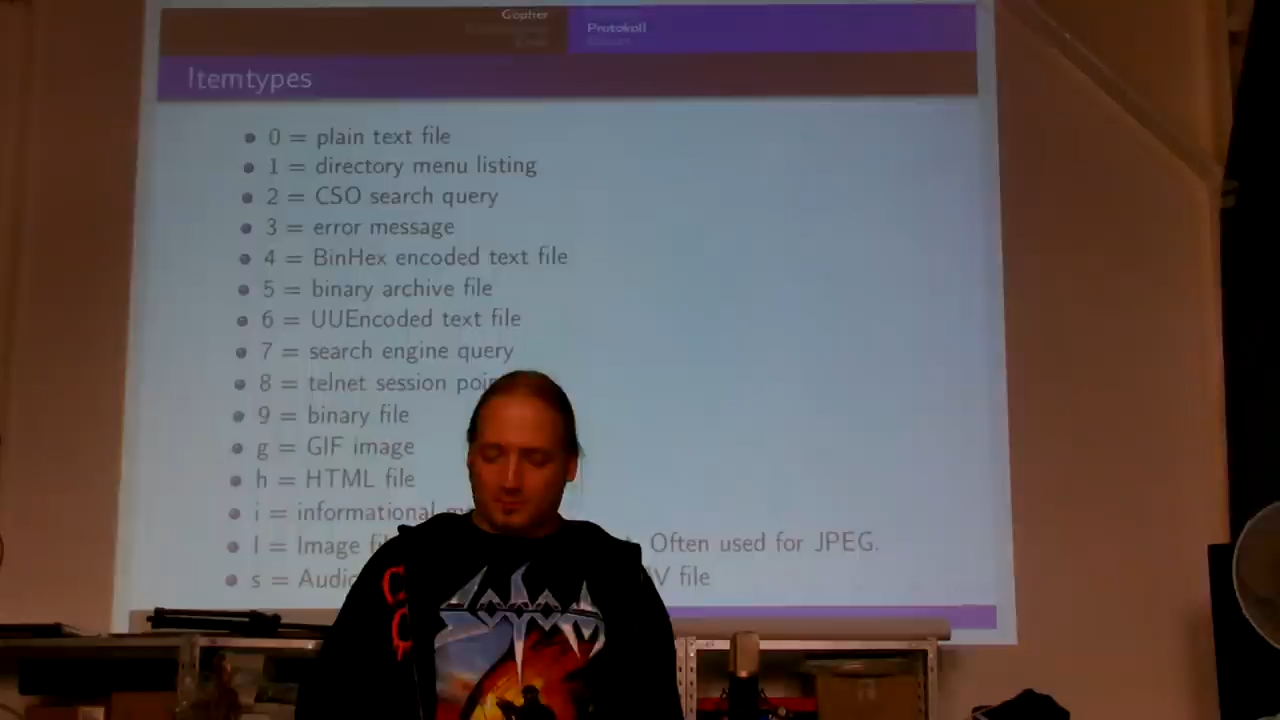 Gopher
Protokoll
Itemtypes
0 = plain text file
1 = directory menu listing
2 = CSO search query
3 = error message
4 = BinHex encoded text file
5 = binary archive file
6 = UUEncoded text file
7 = search engine query
8 = telnet session
9 = binary file
g = GIF image
h = HTML file
i = informational
I = Image Often used for JPEG.
s = file
SODOM